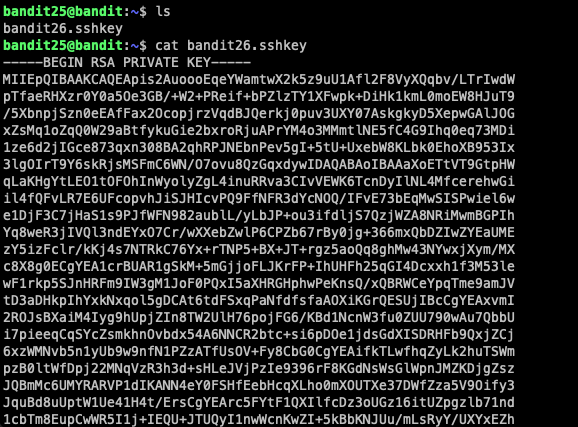 bandit25@bandit:~$ ls
bandit26.sshkey
bandit25@bandit:~$ cat bandit26.sshkey
-----BEGIN RSA PRIVATE KEY-----
MIIEpQIBAAKCAQEApis2AuoooEqeYWamtwX2k5z9uU1Afl2F8VyXQqbv/LTrIwdW
pTfaeRHXzr0Y0a5Oe3GB/+W2+PReif+bPZlzTY1XFwpk+DiHk1kmL0moEW8HJuT9
/5XbnpjSzn0eEAfFax2OcopjrzVqdBJQerkj0puv3UXY07AskgkyD5XepwGAlJOG
xZsMq1oZqQ0W29aBtfykuGie2bxroRjuAPrYM4o3MMmtlNE5fC4G9Ihq0eq73MDi
1ze6d2jIGce873qxn308BA2qhRPJNEbnPev5gI+5tU+UxebW8KLbk0EhoXB953Ix
3lgOIrT9Y6skRjsMSFmC6WN/O7ovu8QzGqxdywIDAQABAoIBAAaXoETtVT9GtpHW
qLaKHgYtLEO1tOFOhInWyolyZgL4inuRRva3CIvVEWK6TcnDyIlNL4MfcerehwGi
il4fQFvLR7E6UFcopvhJiSJHIcvPQ9FfNFR3dYcNOQ/IFvE73bEqMwSISPwiel6w
e1DjF3C7jHaS1s9PJfWFN982aublL/yLbJP+ou3ifdljS7QzjWZA8NRiMwmBGPIh
Yq8weR3jIVQl3ndEYxO7Cr/wXXebZwlP6CPZb67rBy0jg+366mxQbDZIwZYEaUME
zY5izFclr/kKj4s7NTRkC76Yx+rTNP5+BX+JT+rgz5aoQq8ghMw43NYwxjXym/MX
c8X8g0ECgYEA1crBUAR1gSkM+5mGjjoFLJKrFP+IhUHFh25qGI4Dcxxh1f3M53le
wF1rkp5SJnHRFm9IW3gM1JoF0PQxI5aXHRGHphwPeKnsQ/xQBRWCeYpqTme9amJV
tD3aDHkpIhYxkNxqol5gDCAt6tdFSxqPaNfdfsfaAOXiKGrQESUjIBcCgYEAxvmI
2ROJsBXaiM4Iyg9hUpjZIn8TW2UlH76pojFG6/KBd1NcnW3fu0ZUU790wAu7QbbU
i7pieeqCqSYcZsmkhnOvbdx54A6NNCR2btc+si6pDOe1jdsGdXISDRHFb9QxjZCj
6xzWMNvb5n1yUb9w9nfN1PZzATfUsOV+Fy8CbG0CgYEAifkTLwfhqZyLk2huTSWm
pzB0ltWfDpj22MNqVzR3h3d+sHLeJVjPzIe9396rF8KGdNsWsGlWpnJMZKDjgZsz
JQBmMc6UMYRARVP1dIKANN4eY0FSHfEebHcqXLho0mXOUTXe37DWfZza5V9Oify3
JquBd8uUptW1Ue41H4t/ErsCgYEArc5FYtF1QXIlfcDz3oUGz16itUZpgzlb71nd
1cbTm8EupCwWR5I1j+IEQU+JTUQyI1nwWcnKwZI+5kBbKNJUu/mLsRyY/UXYxEZh